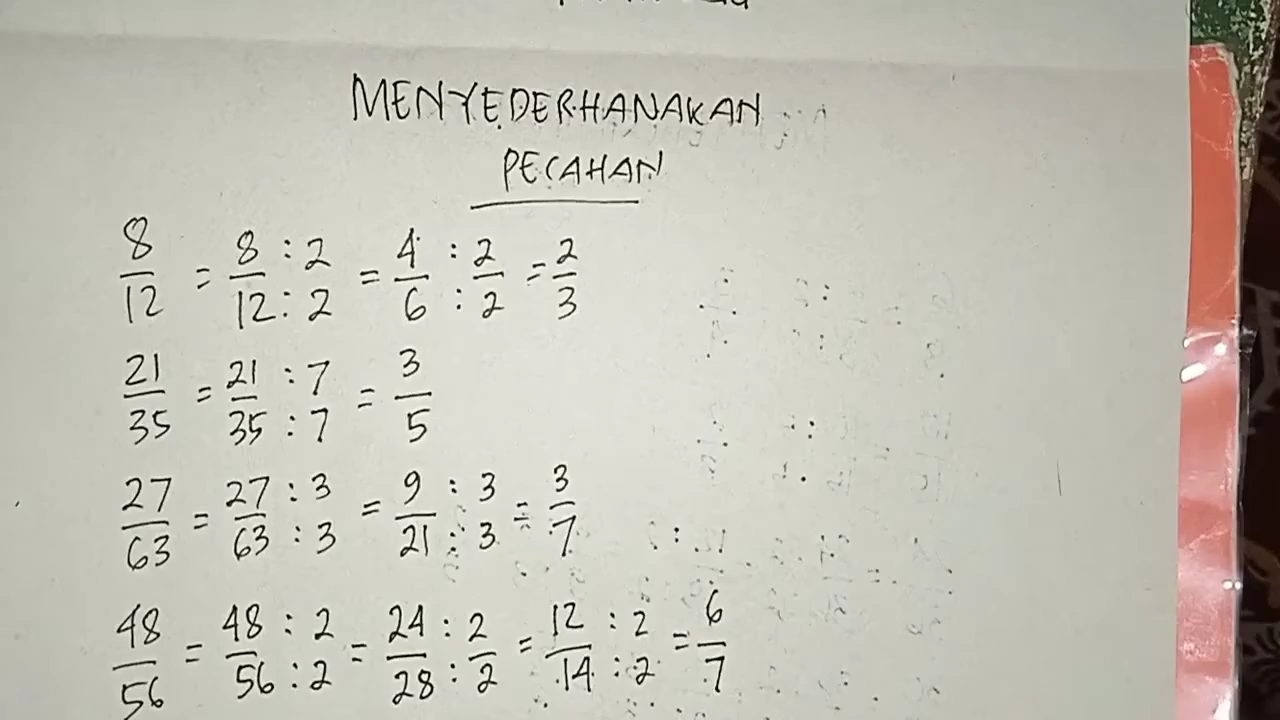 MENYEDERHANAKAN
PECAHAN
8/12 = 8 : 2/12 : 2 = 4 : 2/6 : 2 = 2/3
21/35 = 21 : 7/35 : 7 = 3/5
27/63 = 27 : 3/63 : 3 = 9 : 3/21 : 3 = 3/7
48/56 = 48 : 2/56 : 2 = 24 : 2/28 : 2 = 12 : 2/14 : 2 = 6/7